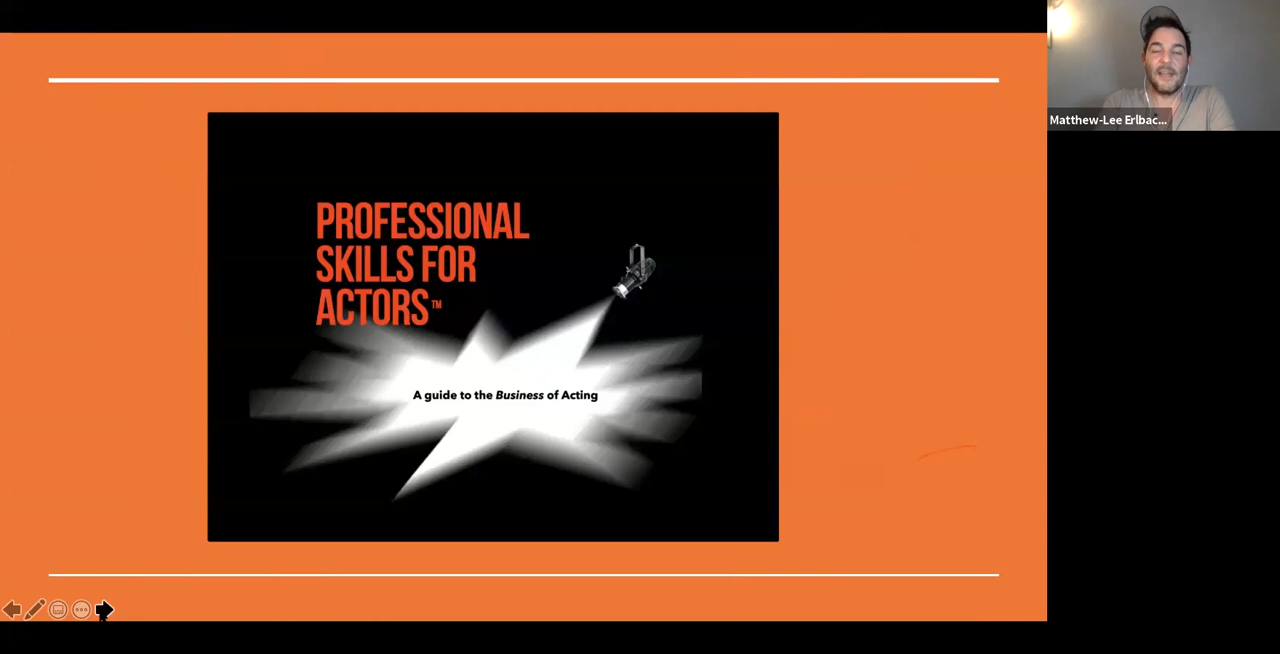 Matthew-Lee Erlbac...
PROFESSIONAL
SKILLS FOR
ACTORS™
A guide to the Business of Acting